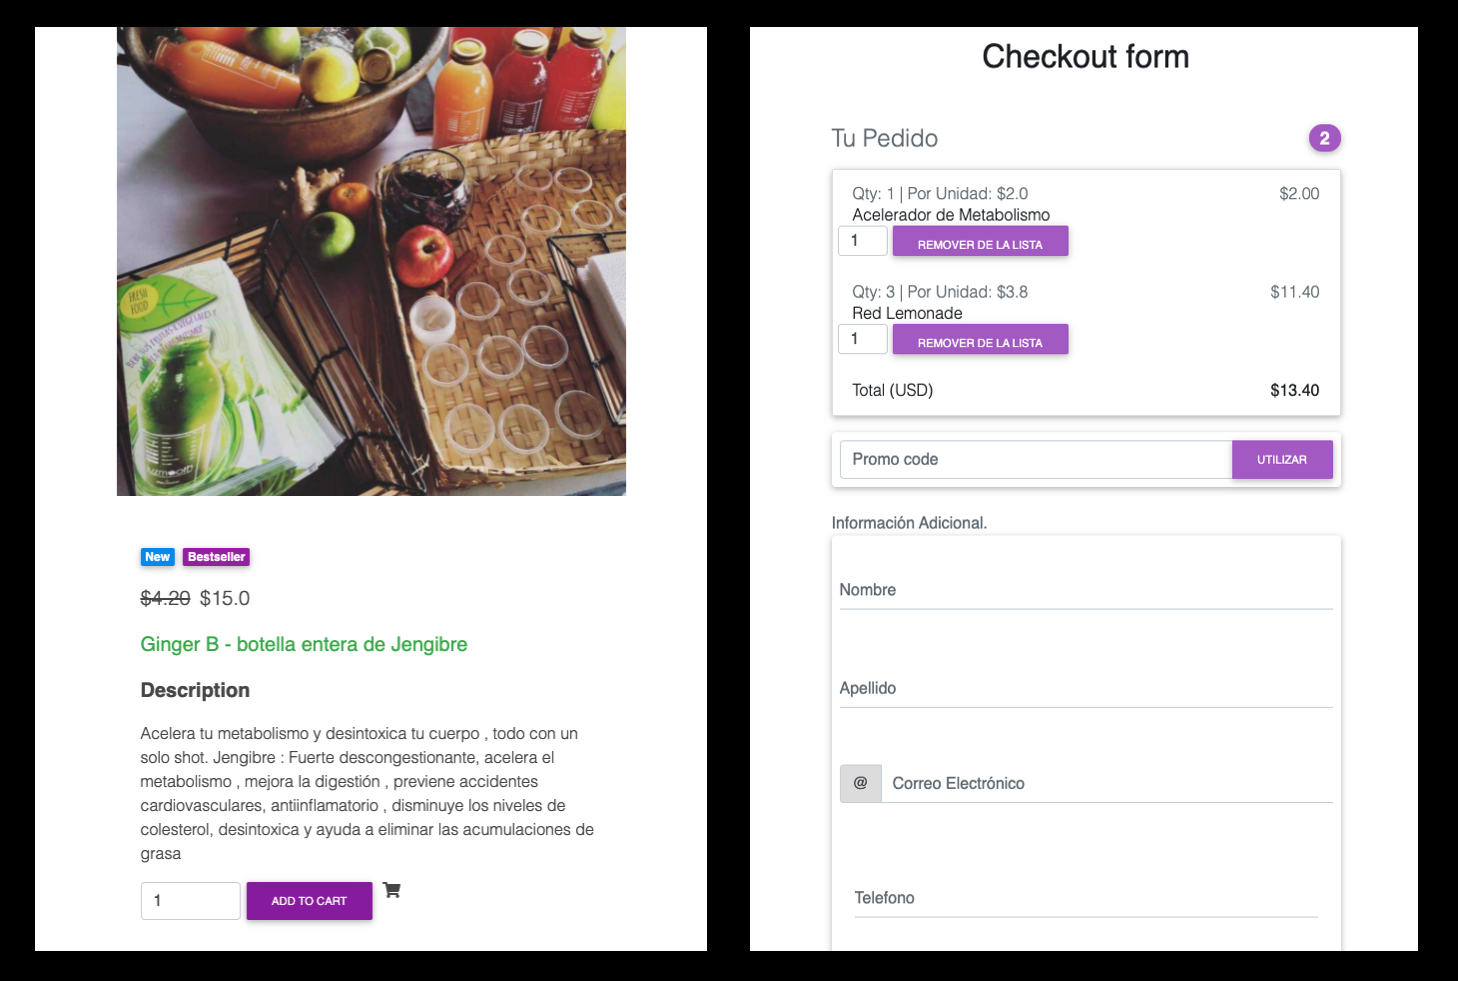 FRESH
FOOD
New Bestseller
$4.20 $15.0
Ginger B - botella entera de Jengibre
Description
Acelera tu metabolismo y desintoxica tu cuerpo , todo con un
solo shot. Jengibre : Fuerte descongestionante, acelera el
metabolismo , mejora la digestión , previene accidentes
cardiovasculares, antiinflamatorio , disminuye los niveles de
colesterol, desintoxica y ayuda a eliminar las acumulaciones de
grasa
1 ADD TO CART
Checkout form
Tu Pedido 2
Qty: 1 | Por Unidad: $2.0 $2.00
Acelerador de Metabolismo
1 REMOVER DE LA LISTA
Qty: 3 | Por Unidad: $3.8 $11.40
Red Lemonade
1 REMOVER DE LA LISTA
Total (USD) $13.40
Promo code UTILIZAR
Información Adicional.
Nombre
Apellido
@ Correo Electrónico
Telefono